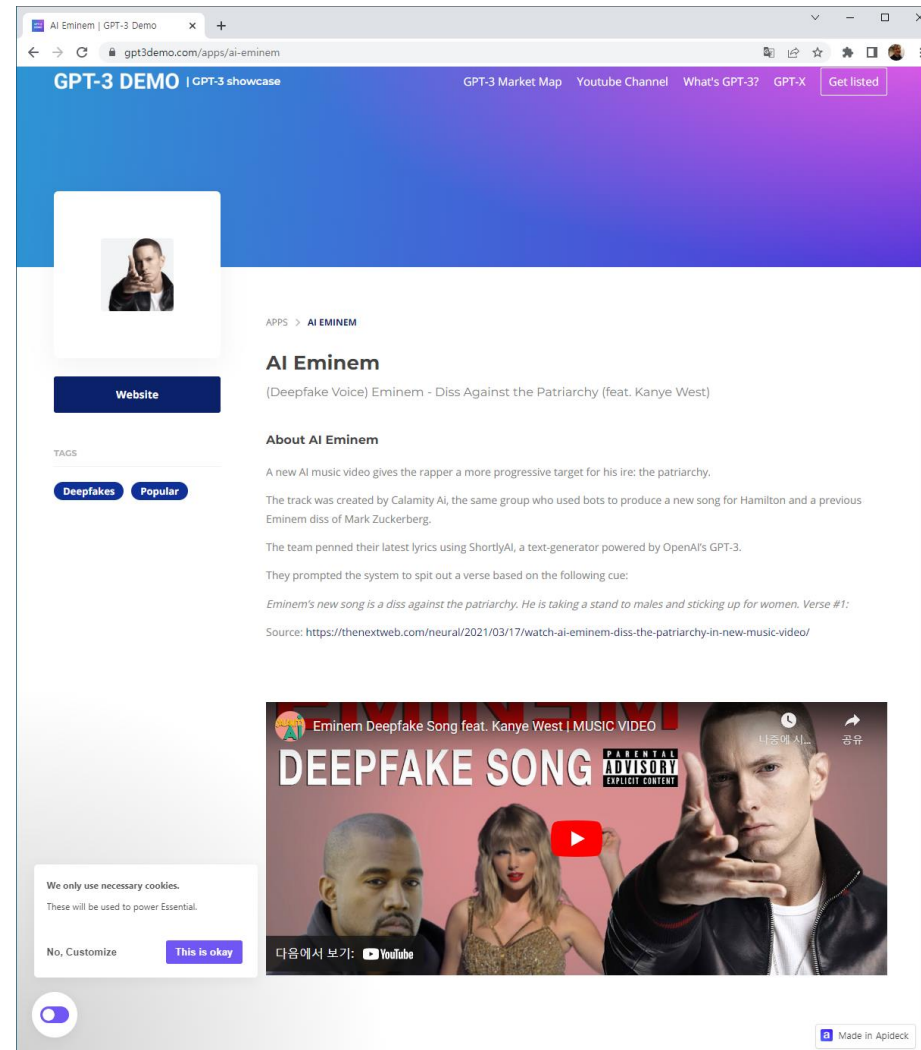 AI Eminem | GPT-3 Demo
gpt3demo.com/apps/ai-eminem
GPT-3 DEMO | GPT-3 showcase
GPT-3 Market Map Youtube Channel What's GPT-3? GPT-X Get listed
APPS > AI EMINEM
AI Eminem
(Deepfake Voice) Eminem - Diss Against the Patriarchy (feat. Kanye West)
Website
About AI Eminem
TAGS
Deepfakes Popular
A new AI music video gives the rapper a more progressive target for his ire: the patriarchy.
The track was created by Calamity Ai, the same group who used bots to produce a new song for Hamilton and a previous
Eminem diss of Mark Zuckerberg.
The team penned their latest lyrics using ShortlyAI, a text-generator powered by OpenAI's GPT-3.
They prompted the system to spit out a verse based on the following cue:
Eminem's new song is a diss against the patriarchy. He is taking a stand to males and sticking up for women. Verse #1:
Source: https://thenextweb.com/neural/2021/03/17/watch-ai-eminem-diss-the-patriarchy-in-new-music-video/
EMINEM
Eminem Deepfake Song feat. Kanye West | MUSIC VIDEO
나중에 시... 공유
DEEPFAKE SONG
PARENTAL
ADVISORY
EXPLICIT CONTENT
다음에서 보기: YouTube
We only use necessary cookies.
These will be used to power Essential.
No, Customize This is okay
a Made in Apideck